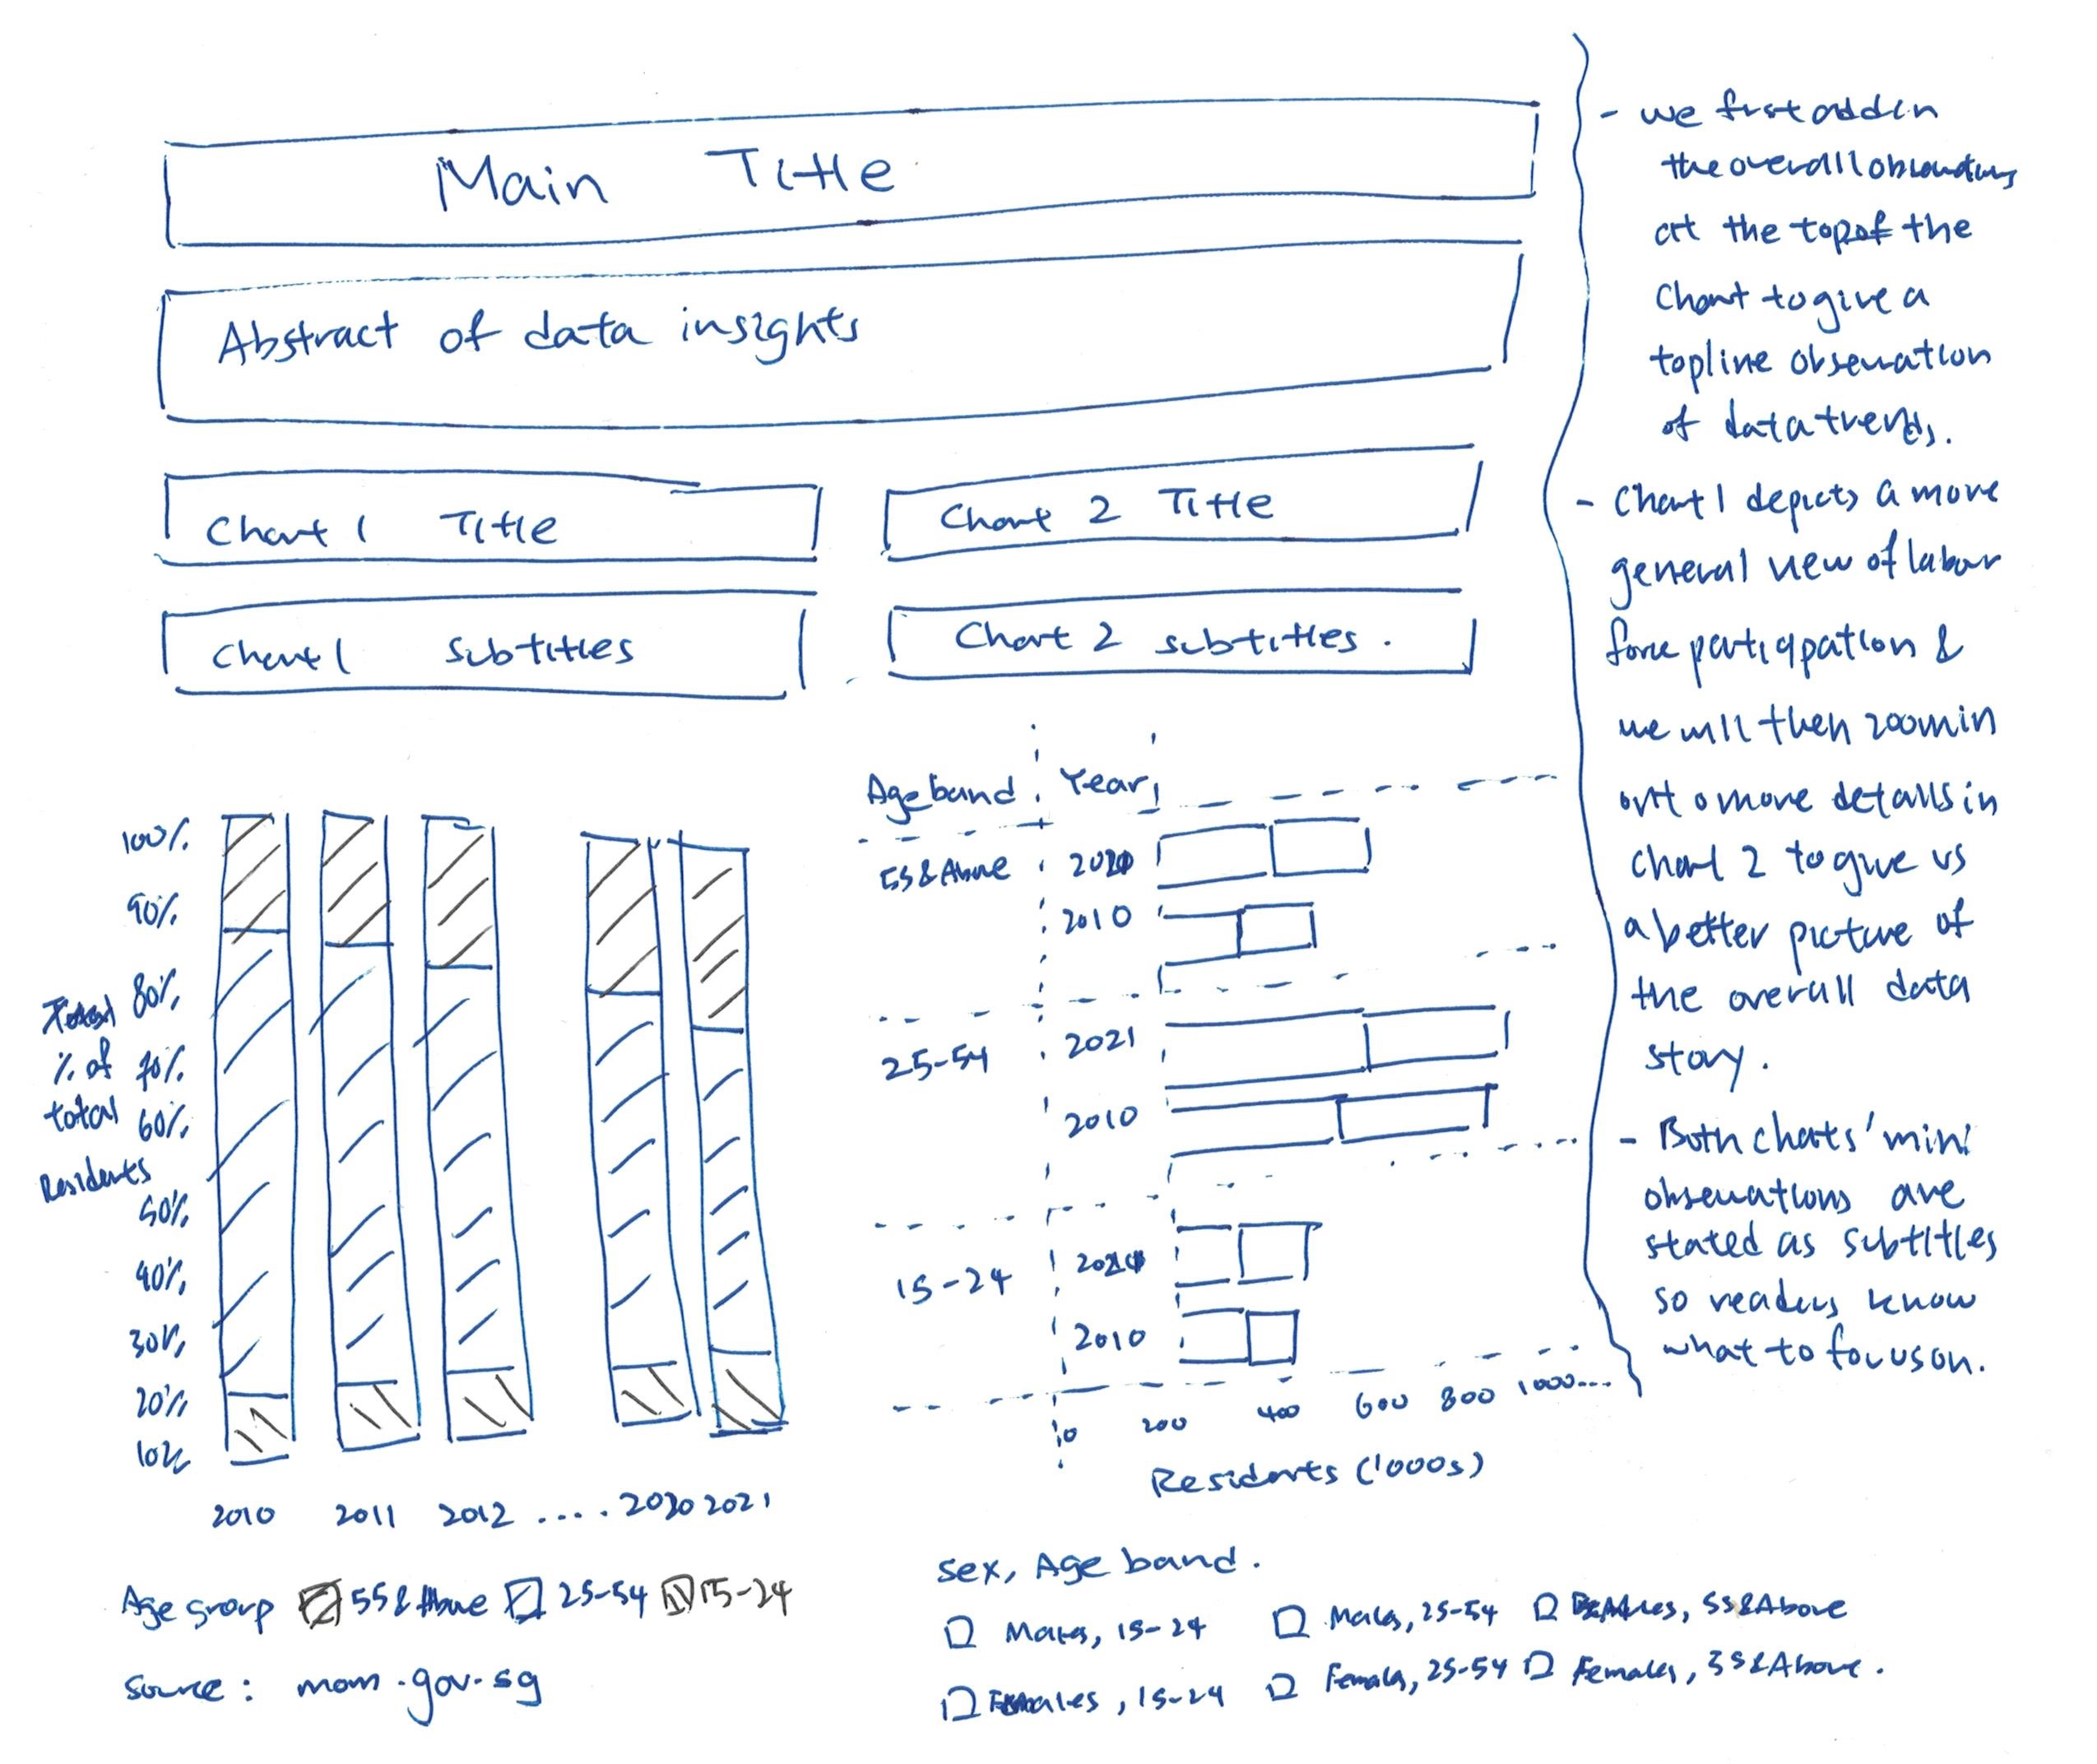 Main Title
Abstract of data insights
Chart 1 Title
Chart 1 Subtitles
Chart 2 Title
Chart 2 subtitles.
100%
90%
80%
70%
60%
50%
40%
30%
20%
10%
% of
total
Residents
2010 2011 2012 .... 2020 2021
Age group 55 & Above 25-54 15-24
Source: mom.gov.sg
Age band Year
55 & Above 2021
2010
25-54 2021
2010
15-24 2021
2010
0 200 400 600 800 1000...
Residents ('000s)
Sex, Age band.
Males, 15-24 Males, 25-54 Males, 55 & Above
Females, 15-24 Females, 25-54 Females, 55 & Above.
- we first add in
the overall
at the top of the
Chart to give a
topline observation
of data trends.
- Chart 1 depicts a more
general view of labour
force participation &
we will then zoom in
more details in
chart 2 to give us
a better picture of
the overall data
story.
- Both charts' mini
observations are
stated as subtitles
so readers know
what to focus on.